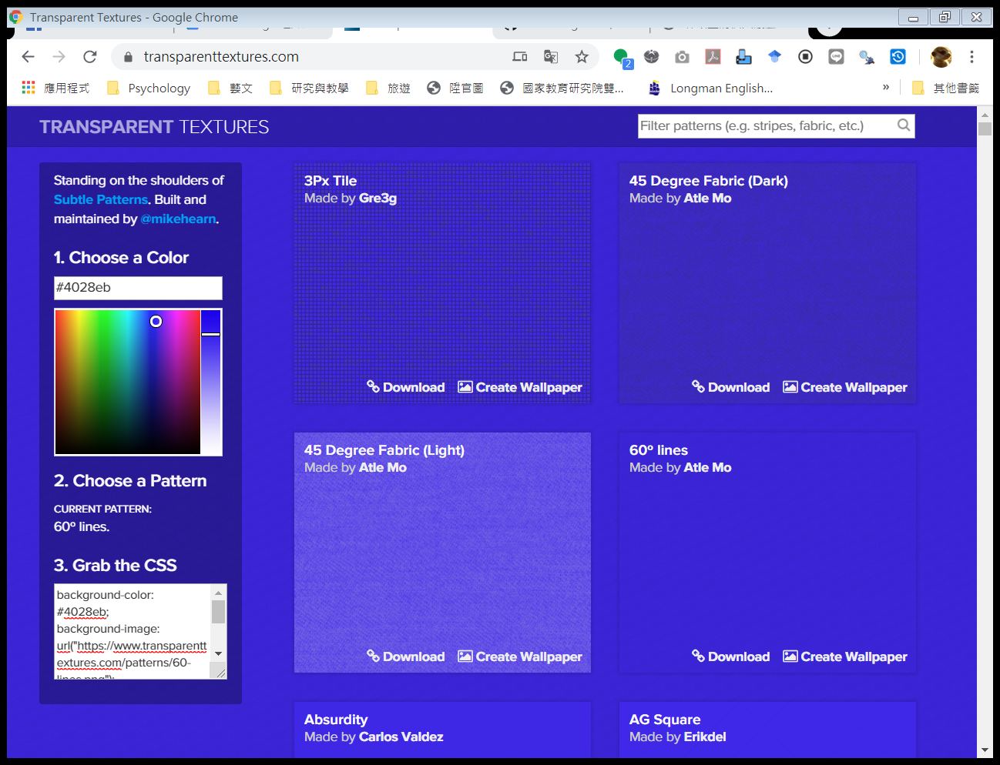 Transparent Textures - Google Chrome
transparenttextures.com
2
應用程式
Psychology
藝文
研究與教學
旅遊
陞官圖
國家教育研究院雙...
Longman English...
»
其他書籤
TRANSPARENT TEXTURES
Filter patterns (e.g. stripes, fabric, etc.)
Standing on the shoulders of
Subtle Patterns. Built and
maintained by @mikehearn.
1. Choose a Color
#4028eb
2. Choose a Pattern
CURRENT PATTERN:
60º lines.
3. Grab the CSS
background-color:
#4028eb;
background-image:
url("https://www.transparentt
extures.com/patterns/60-
lines.png");
3Px Tile
Made by Gre3g
Download
Create Wallpaper
45 Degree Fabric (Dark)
Made by Atle Mo
Download
Create Wallpaper
45 Degree Fabric (Light)
Made by Atle Mo
Download
Create Wallpaper
60º lines
Made by Atle Mo
Download
Create Wallpaper
Absurdity
Made by Carlos Valdez
AG Square
Made by Erikdel